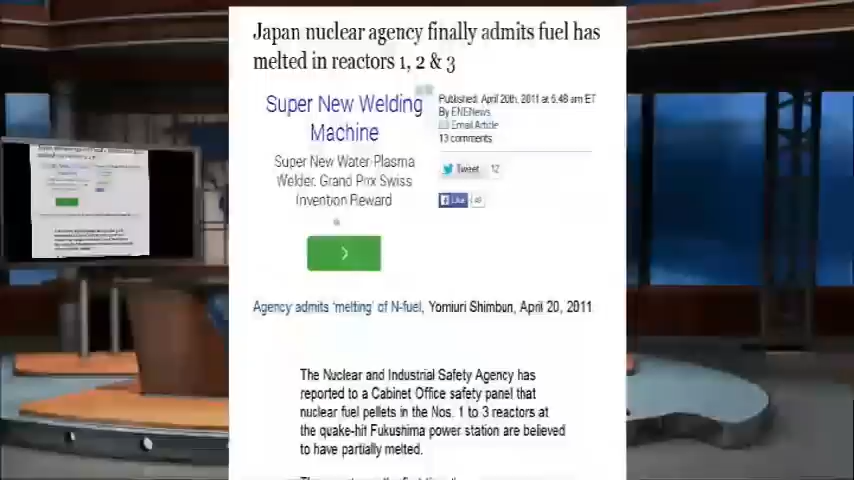 Japan nuclear agency finally admits fuel has
melted in reactors 1, 2 & 3
Super New Welding
Machine
Super New Water-Plasma
Welder. Grand Prix Swiss
Invention Reward
Published: April 20th, 2011 at 5:48 am ET
By ENENews
Email Article
13 comments
Tweet 12
Like
Agency admits 'melting' of N-fuel, Yomiuri Shimbun, April 20, 2011
The Nuclear and Industrial Safety Agency has
reported to a Cabinet Office safety panel that
nuclear fuel pellets in the Nos. 1 to 3 reactors at
the quake-hit Fukushima power station are believed
to have partially melted.